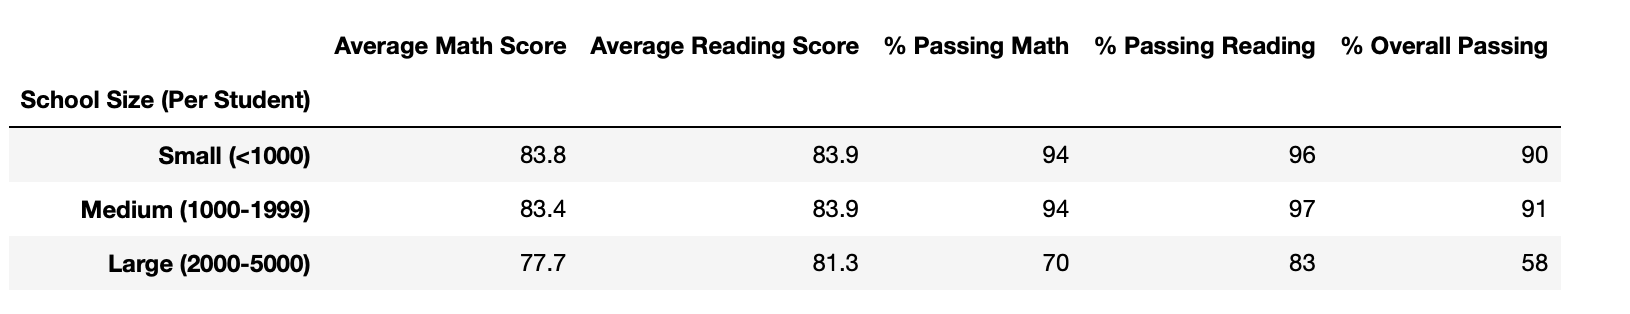 Average Math Score Average Reading Score % Passing Math % Passing Reading % Overall Passing
School Size (Per Student)
Small (<1000) 83.8 83.9 94 96 90
Medium (1000-1999) 83.4 83.9 94 97 91
Large (2000-5000) 77.7 81.3 70 83 58